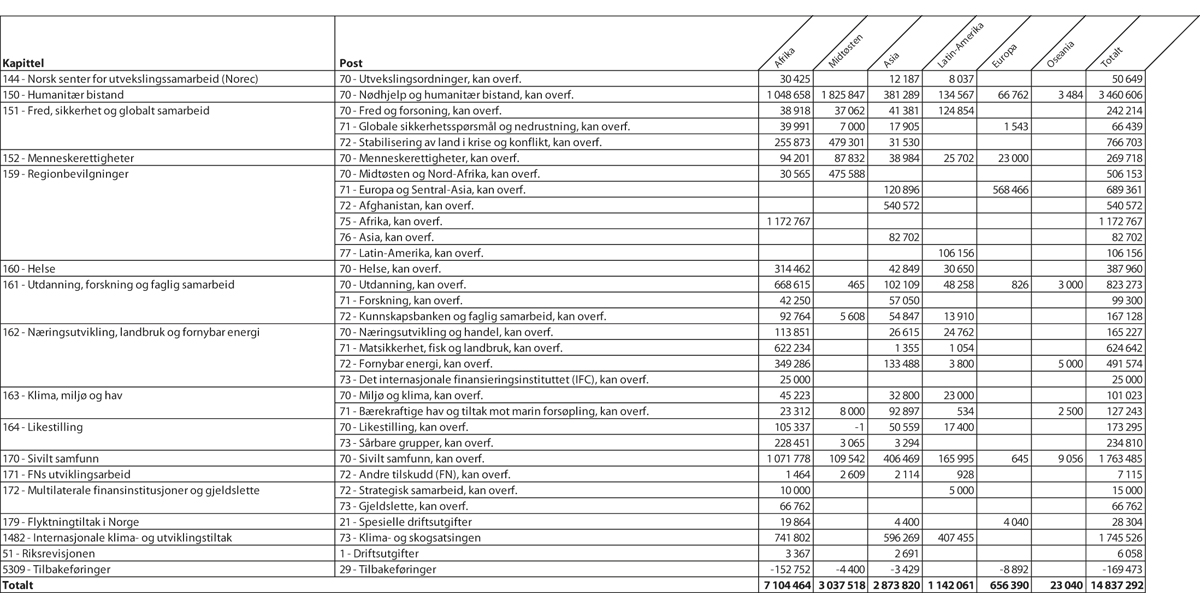 Kapittel Post Afrika Midtøsten Asia Latin-Amerika Europa Oseania Totalt
144 - Norsk senter for utvekslingssamarbeid (Norec) 70 - Utvekslingsordninger, kan overf. 30 425 12 187 8 037 50 649
150 - Humanitær bistand 70 - Nødhjelp og humanitær bistand, kan overf. 1 048 658 1 825 847 381 289 134 567 66 762 3 484 3 460 606
151 - Fred, sikkerhet og globalt samarbeid 70 - Fred og forsoning, kan overf. 38 918 37 062 41 381 124 854 242 214
71 - Globale sikkerhetsspørsmål og nedrustning, kan overf. 39 991 7 000 17 905 1 543 66 439
72 - Stabilisering av land i krise og konflikt, kan overf. 255 873 479 301 31 530 766 703
152 - Menneskerettigheter 70 - Menneskerettigheter, kan overf. 94 201 87 832 38 984 25 702 23 000 269 718
159 - Regionbevilgninger 70 - Midtøsten og Nord-Afrika, kan overf. 30 565 475 588 506 153
71 - Europa og Sentral-Asia, kan overf. 120 896 568 466 689 361
72 - Afghanistan, kan overf. 540 572 540 572
75 - Afrika, kan overf. 1 172 767 1 172 767
76 - Asia, kan overf. 82 702 82 702
77 - Latin-Amerika, kan overf. 106 156 106 156
160 - Helse 70 - Helse, kan overf. 314 462 42 849 30 650 387 960
161 - Utdanning, forskning og faglig samarbeid 70 - Utdanning, kan overf. 668 615 465 102 109 48 258 826 3 000 823 273
71 - Forskning, kan overf. 42 250 57 050 99 300
72 - Kunnskapsbanken og faglig samarbeid, kan overf. 92 764 5 608 54 847 13 910 167 128
162 - Næringsutvikling, landbruk og fornybar energi 70 - Næringsutvikling og handel, kan overf. 113 851 26 615 24 762 165 227
71 - Matsikkerhet, fisk og landbruk, kan overf. 622 234 1 355 1 054 624 642
72 - Fornybar energi, kan overf. 349 286 133 488 3 800 5 000 491 574
73 - Det internasjonale finansieringsinstituttet (IFC), kan overf. 25 000 25 000
163 - Klima, miljø og hav 70 - Miljø og klima, kan overf. 45 223 32 800 23 000 101 023
71 - Bærekraftige hav og tiltak mot marin forsøpling, kan overf. 23 312 8 000 92 897 534 2 500 127 243
164 - Likestilling 70 - Likestilling, kan overf. 105 337 -1 50 559 17 400 173 295
73 - Sårbare grupper, kan overf. 228 451 3 065 3 294 234 810
170 - Sivilt samfunn 70 - Sivilt samfunn, kan overf. 1 071 778 109 542 406 469 165 995 645 9 056 1 763 485
171 - FNs utviklingsarbeid 72 - Andre tilskudd (FN), kan overf. 1 464 2 609 2 114 928 7 115
172 - Multilaterale finansinstitusjoner og gjeldslette 72 - Strategisk samarbeid, kan overf. 10 000 5 000 15 000
73 - Gjeldslette, kan overf. 66 762 66 762
179 - Flyktningtiltak i Norge 21 - Spesielle driftsutgifter 19 864 4 400 4 040 28 304
1482 - Internasjonale klima- og utviklingstiltak 73 - Klima- og skogsatsingen 741 802 596 269 407 455 1 745 526
51 - Riksrevisjonen 1 - Driftsutgifter 3 367 2 691 6 058
5309 - Tilbakeføringer 29 - Tilbakeføringer -152 752 -4 400 -3 429 -8 892 -169 473
Totalt 7 104 464 3 037 518 2 873 820 1 142 061 656 390 23 040 14 837 292